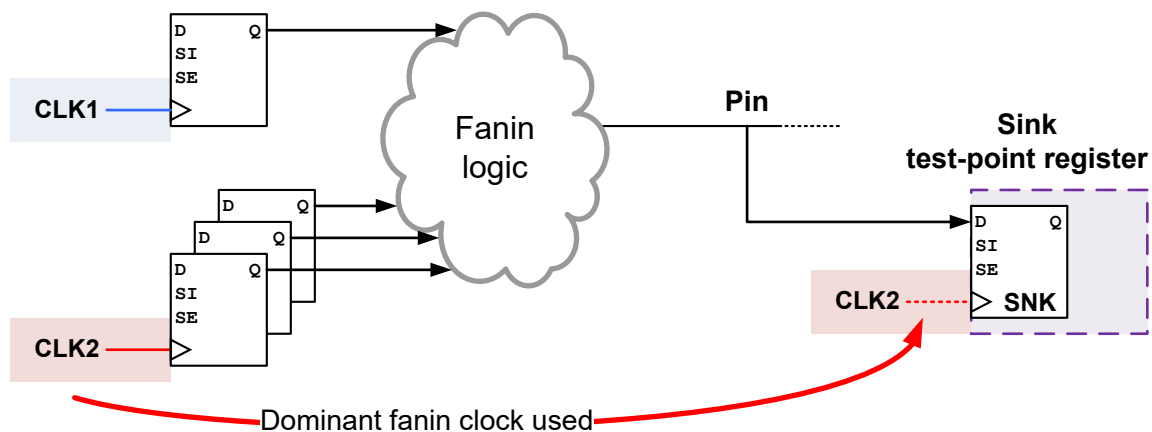 D Q
SI
SE
CLK1
Fanin
logic
Pin
Sink
test-point register
D Q
D Q
D Q
SI
SE
CLK2
D Q
SI
SE
CLK2
SNK
Dominant fanin clock used